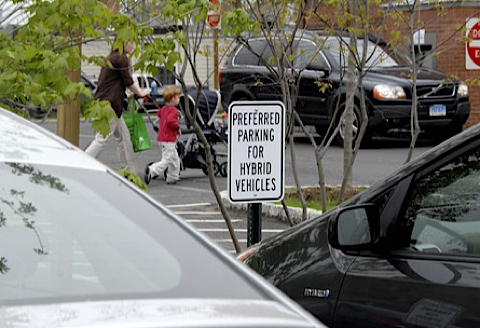 PREFERRED
PARKING
FOR
HYBRID
VEHICLES